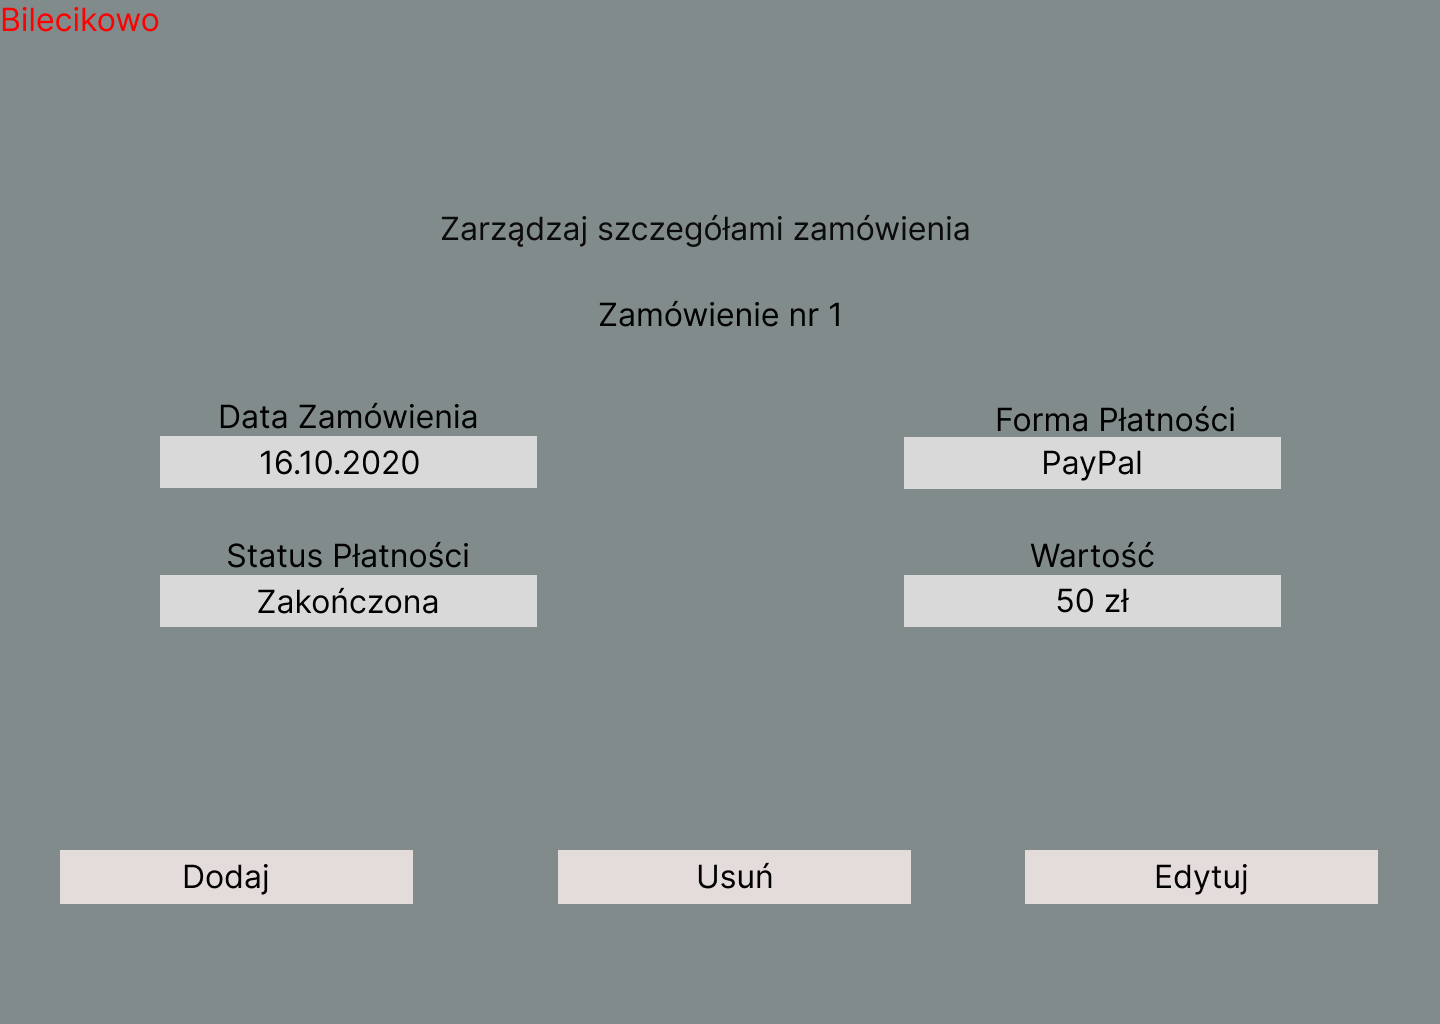 Bilecikowo
Zarządzaj szczegółami zamówienia
Zamówienie nr 1
Data Zamówienia
16.10.2020
Forma Płatności
PayPal
Status Płatności
Zakończona
Wartość
50 zł
Dodaj
Usuń
Edytuj